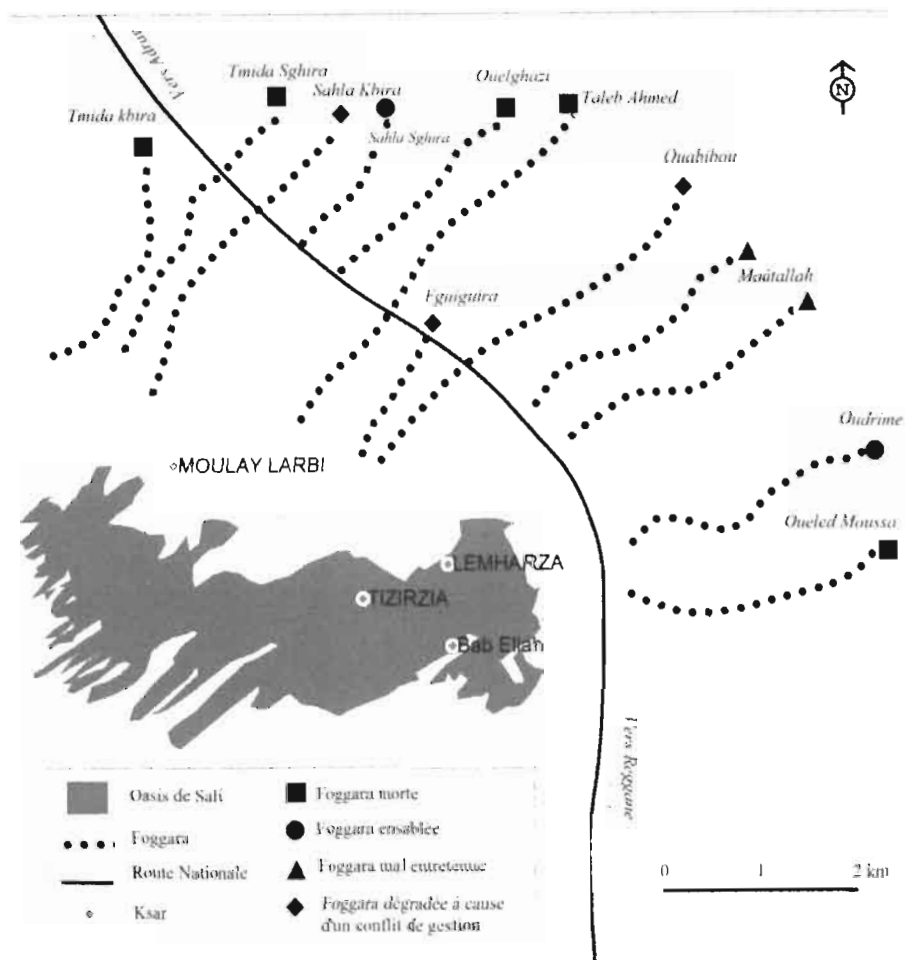 Vers Adrar
Tmida Sghira
Sahla Kbira
Ouelghazi
Taleb Ahmed
Tmida kbira
Sahla Sghira
N
Ouabibou
Maâtallah
Fguiguira
Oudrime
MOULAY LARBI
Oueled Moussa
LEMHARZA
TIZIRZIA
Bab Ellah
Vers Reggane
Oasis de Sali
Foggara
Route Nationale
Ksar
Foggara morte
Foggara ensablée
Foggara mal entretenue
Foggara dégradée à cause
d'un conflit de gestion
0 1 2 km